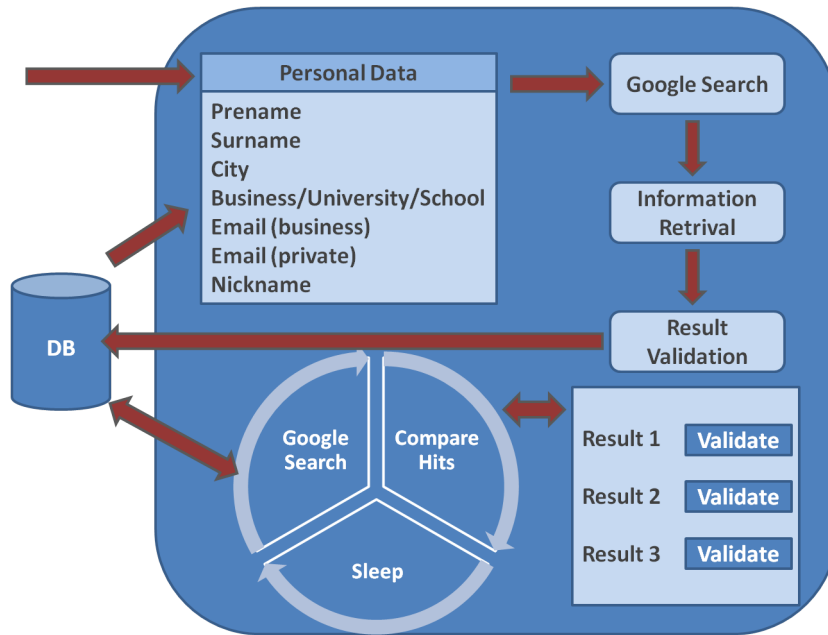 Personal Data
Prename
Surname
City
Business/University/School
Email (business)
Email (private)
Nickname
Google Search
Information
Retrival
Result
Validation
DB
Google
Search
Compare
Hits
Sleep
Result 1 Validate
Result 2 Validate
Result 3 Validate